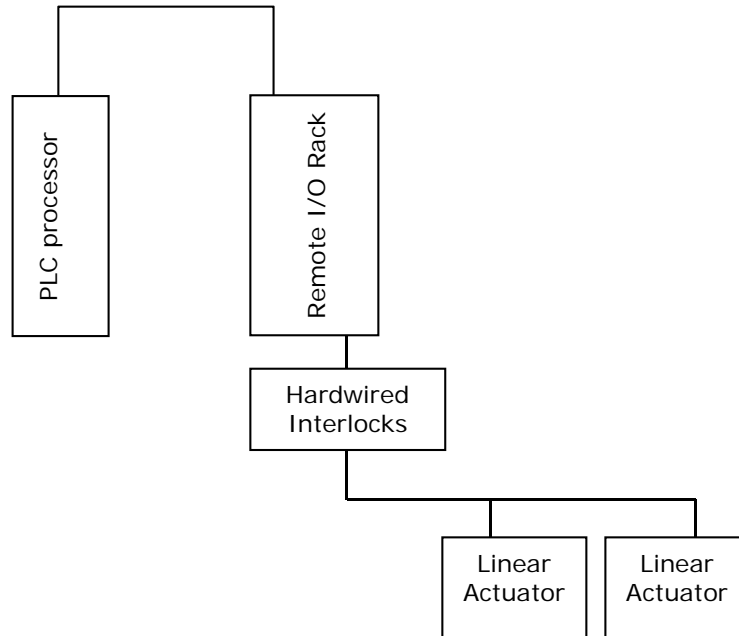 PLC processor
Remote I/O Rack
Hardwired
Interlocks
Linear
Actuator
Linear
Actuator